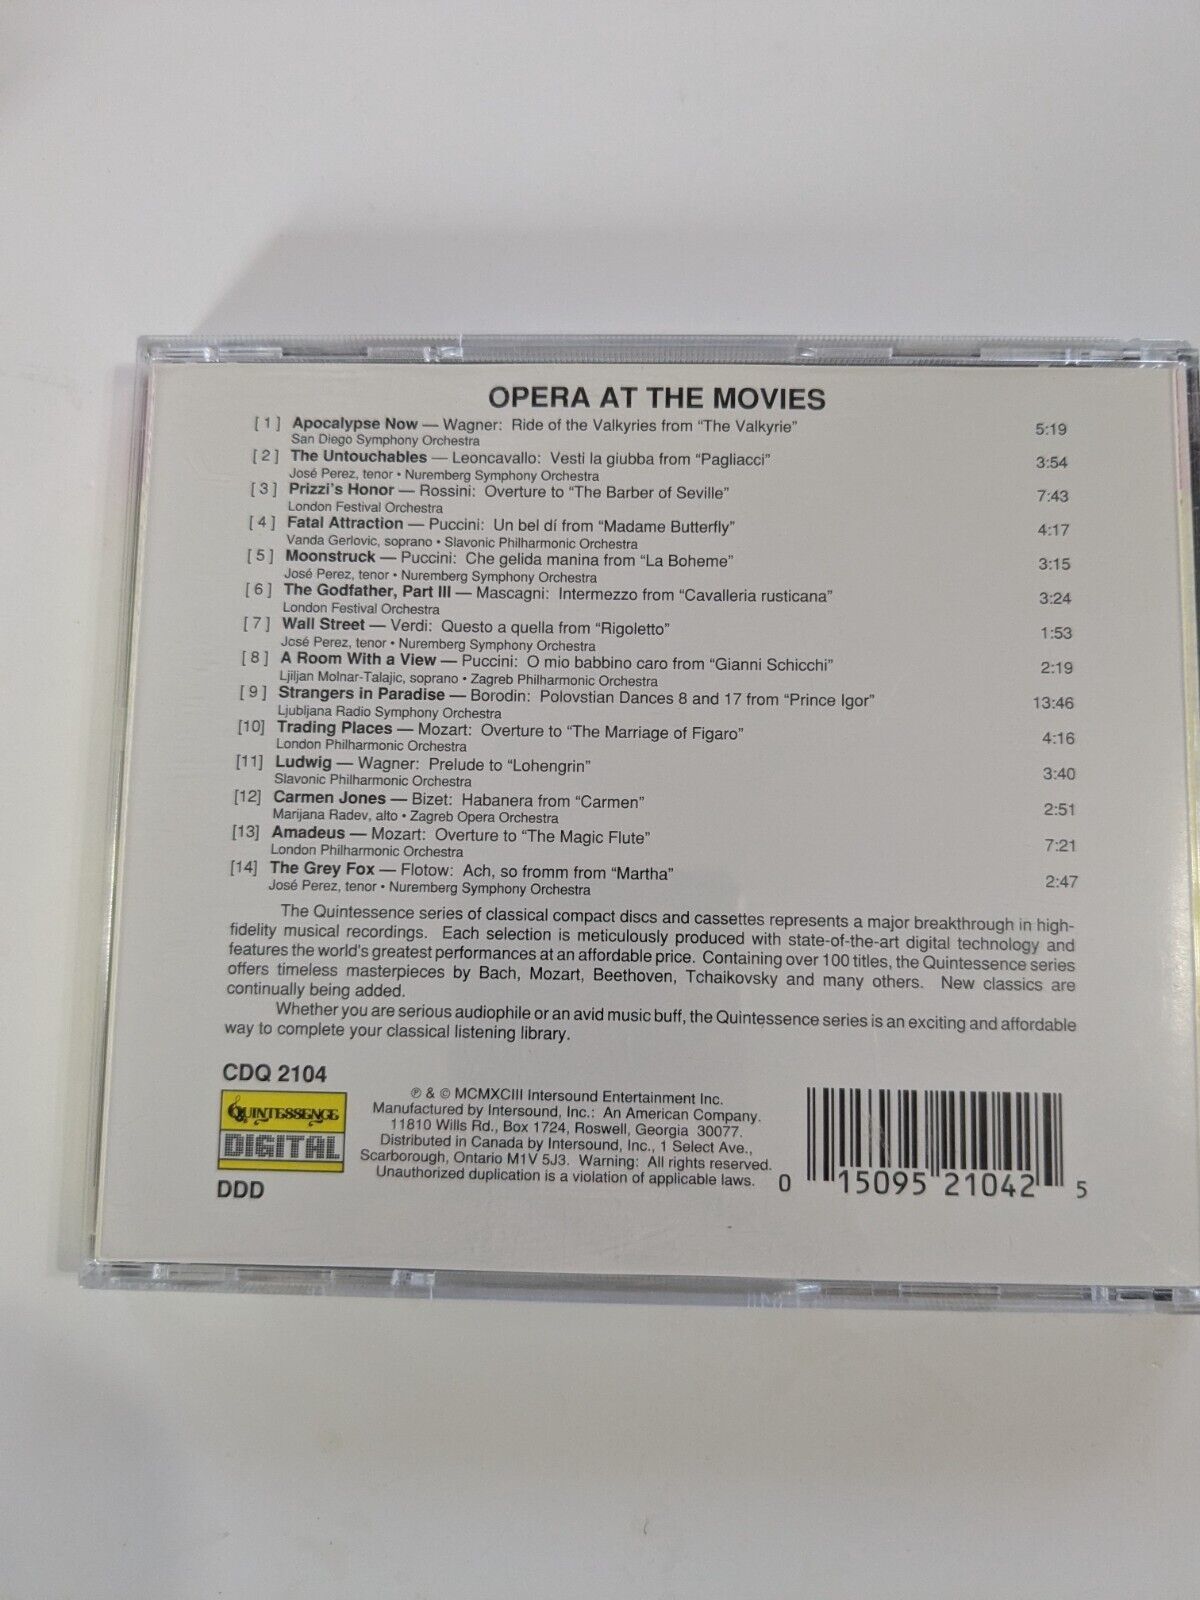 OPERA AT THE MOVIES
[ 1 ] Apocalypse Now — Wagner: Ride of the Valkyries from "The Valkyrie" 5:19
San Diego Symphony Orchestra
[ 2 ] The Untouchables — Leoncavallo: Vesti la giubba from "Pagliacci" 3:54
José Perez, tenor • Nuremberg Symphony Orchestra
[ 3 ] Prizzi's Honor — Rossini: Overture to "The Barber of Seville" 7:43
London Festival Orchestra
[ 4 ] Fatal Attraction — Puccini: Un bel dí from "Madame Butterfly" 4:17
Vanda Gerlovic, soprano • Slavonic Philharmonic Orchestra
[ 5 ] Moonstruck — Puccini: Che gelida manina from "La Boheme" 3:15
José Perez, tenor • Nuremberg Symphony Orchestra
[ 6 ] The Godfather, Part III — Mascagni: Intermezzo from "Cavalleria rusticana" 3:24
London Festival Orchestra
[ 7 ] Wall Street — Verdi: Questo a quella from "Rigoletto" 1:53
José Perez, tenor • Nuremberg Symphony Orchestra
[ 8 ] A Room With a View — Puccini: O mio babbino caro from "Gianni Schicchi" 2:19
Ljiljan Molnar-Talajic, soprano • Zagreb Philharmonic Orchestra
[ 9 ] Strangers in Paradise — Borodin: Polovstian Dances 8 and 17 from "Prince Igor" 13:46
Ljubljana Radio Symphony Orchestra
[10] Trading Places — Mozart: Overture to "The Marriage of Figaro" 4:16
London Philharmonic Orchestra
[11] Ludwig — Wagner: Prelude to "Lohengrin" 3:40
Slavonic Philharmonic Orchestra
[12] Carmen Jones — Bizet: Habanera from "Carmen" 2:51
Marijana Radev, alto • Zagreb Opera Orchestra
[13] Amadeus — Mozart: Overture to "The Magic Flute" 7:21
London Philharmonic Orchestra
[14] The Grey Fox — Flotow: Ach, so fromm from "Martha" 2:47
José Perez, tenor • Nuremberg Symphony Orchestra
The Quintessence series of classical compact discs and cassettes represents a major breakthrough in high-
fidelity musical recordings. Each selection is meticulously produced with state-of-the-art digital technology and
features the world's greatest performances at an affordable price. Containing over 100 titles, the Quintessence series
offers timeless masterpieces by Bach, Mozart, Beethoven, Tchaikovsky and many others. New classics are
continually being added.
Whether you are serious audiophile or an avid music buff, the Quintessence series is an exciting and affordable
way to complete your classical listening library.
CDQ 2104
QUINTESSENCE
DIGITAL
DDD
℗ & © MCMXCIII Intersound Entertainment Inc.
Manufactured by Intersound, Inc.: An American Company.
11810 Wills Rd., Box 1724, Roswell, Georgia 30077.
Distributed in Canada by Intersound, Inc., 1 Select Ave.,
Scarborough, Ontario M1V 5J3. Warning: All rights reserved.
Unauthorized duplication is a violation of applicable laws.
0 15095 21042 5